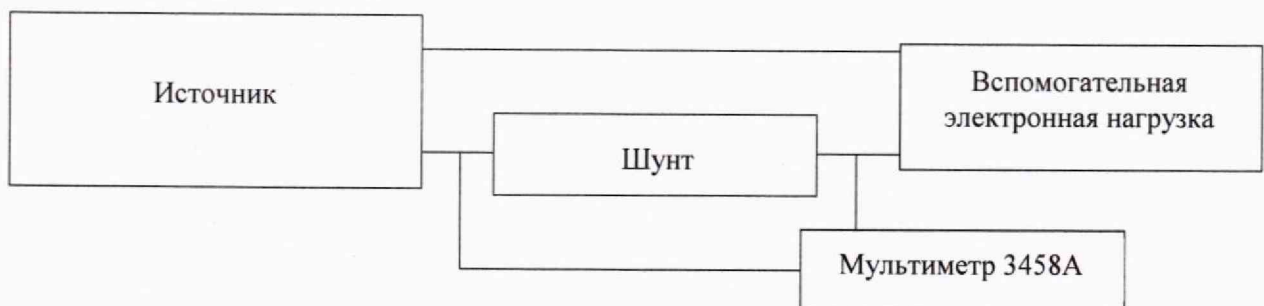 Источник
Вспомогательная
электронная нагрузка
Шунт
Мультиметр 3458А